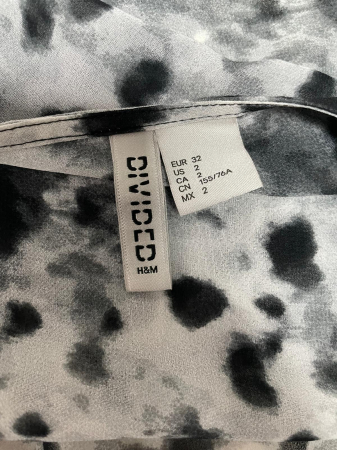 DIVIDED
H&M
EUR 32
US 2
CA 2
CN 155/76A
MX 2